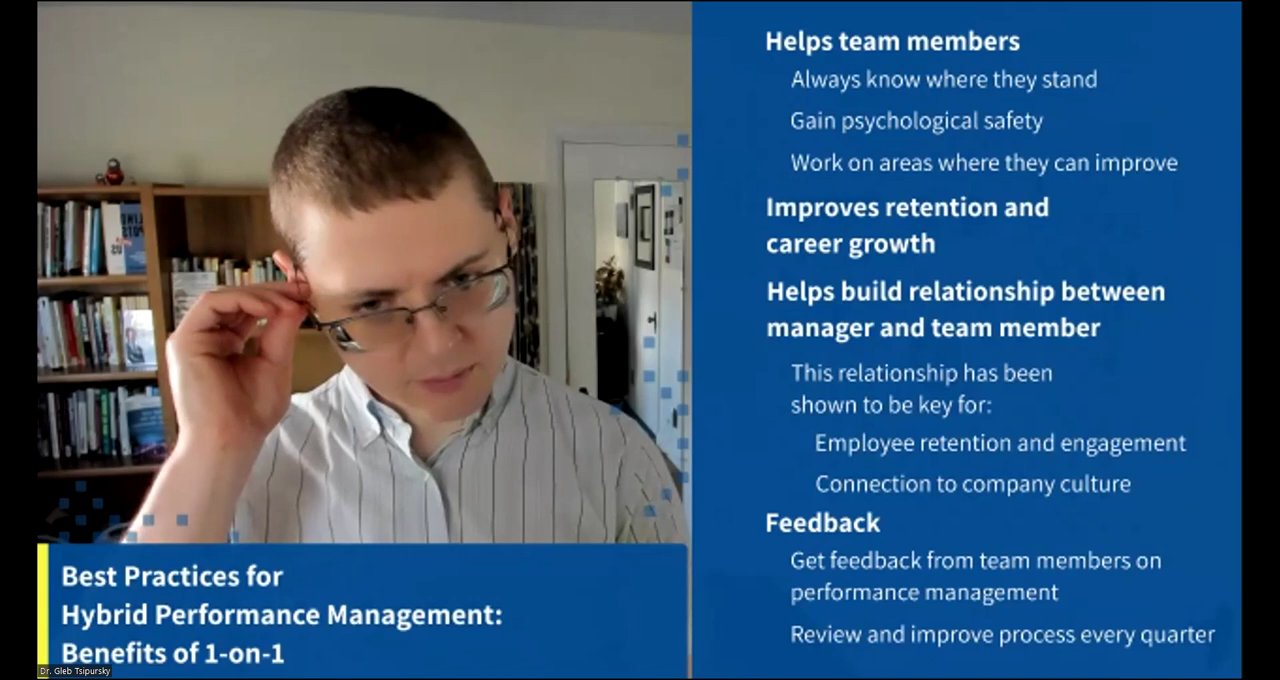 Helps team members
Always know where they stand
Gain psychological safety
Work on areas where they can improve
Improves retention and
career growth
Helps build relationship between
manager and team member
This relationship has been
shown to be key for:
Employee retention and engagement
Connection to company culture
Feedback
Get feedback from team members on
performance management
Review and improve process every quarter
Best Practices for
Hybrid Performance Management:
Benefits of 1-on-1
Dr. Gleb Tsipursky